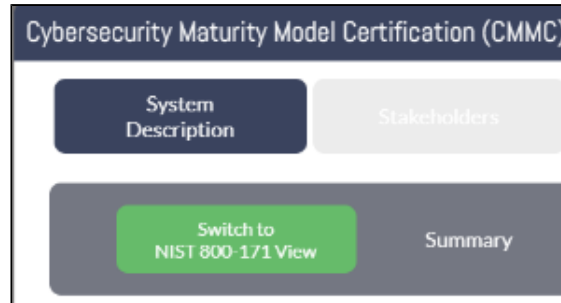 Cybersecurity Maturity Model Certification (CMMC)
System
Description
Stakeholders
Switch to
NIST 800-171 View
Summary